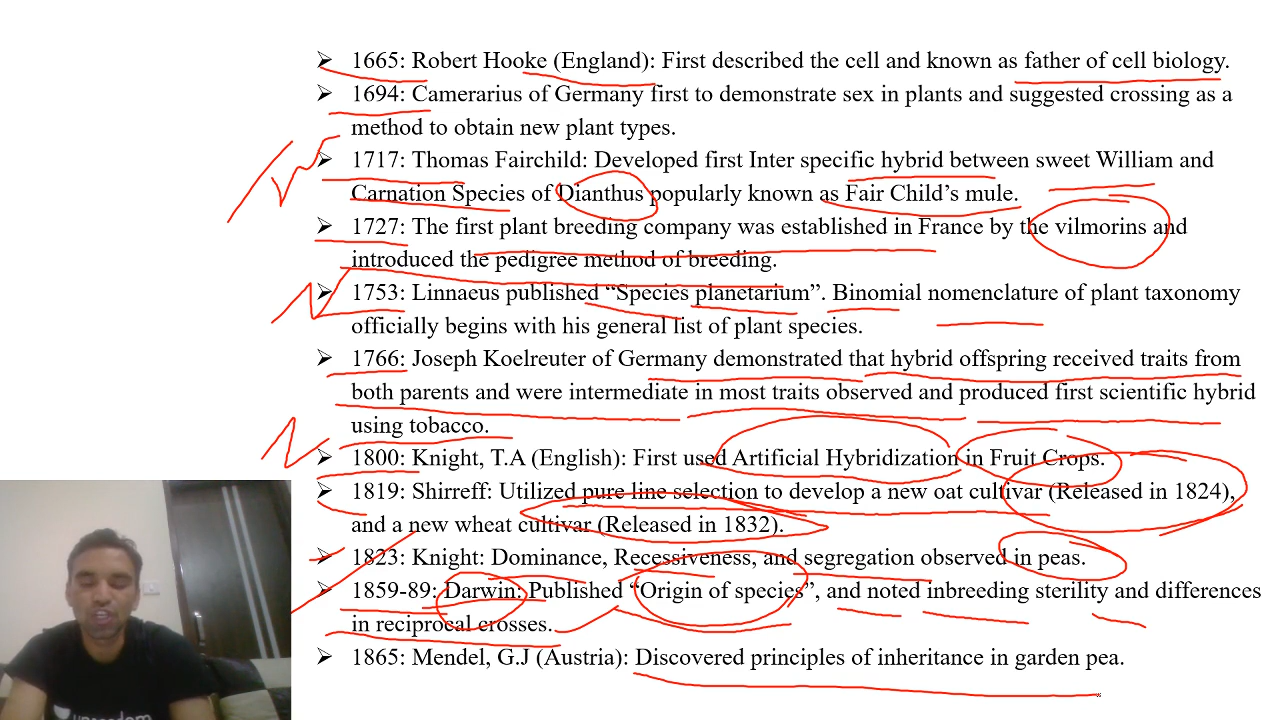 ➢ 1665: Robert Hooke (England): First described the cell and known as father of cell biology.
➢ 1694: Camerarius of Germany first to demonstrate sex in plants and suggested crossing as a
method to obtain new plant types.
➢ 1717: Thomas Fairchild: Developed first Inter specific hybrid between sweet William and
Carnation Species of Dianthus popularly known as Fair Child’s mule.
➢ 1727: The first plant breeding company was established in France by the vilmorins and
introduced the pedigree method of breeding.
➢ 1753: Linnaeus published “Species planetarium”. Binomial nomenclature of plant taxonomy
officially begins with his general list of plant species.
➢ 1766: Joseph Koelreuter of Germany demonstrated that hybrid offspring received traits from
both parents and were intermediate in most traits observed and produced first scientific hybrid
using tobacco.
➢ 1800: Knight, T.A (English): First used Artificial Hybridization in Fruit Crops.
➢ 1819: Shirreff: Utilized pure line selection to develop a new oat cultivar (Released in 1824),
and a new wheat cultivar (Released in 1832).
➢ 1823: Knight: Dominance, Recessiveness, and segregation observed in peas.
➢ 1859-89: Darwin: Published “Origin of species”, and noted inbreeding sterility and differences
in reciprocal crosses.
➢ 1865: Mendel, G.J (Austria): Discovered principles of inheritance in garden pea.